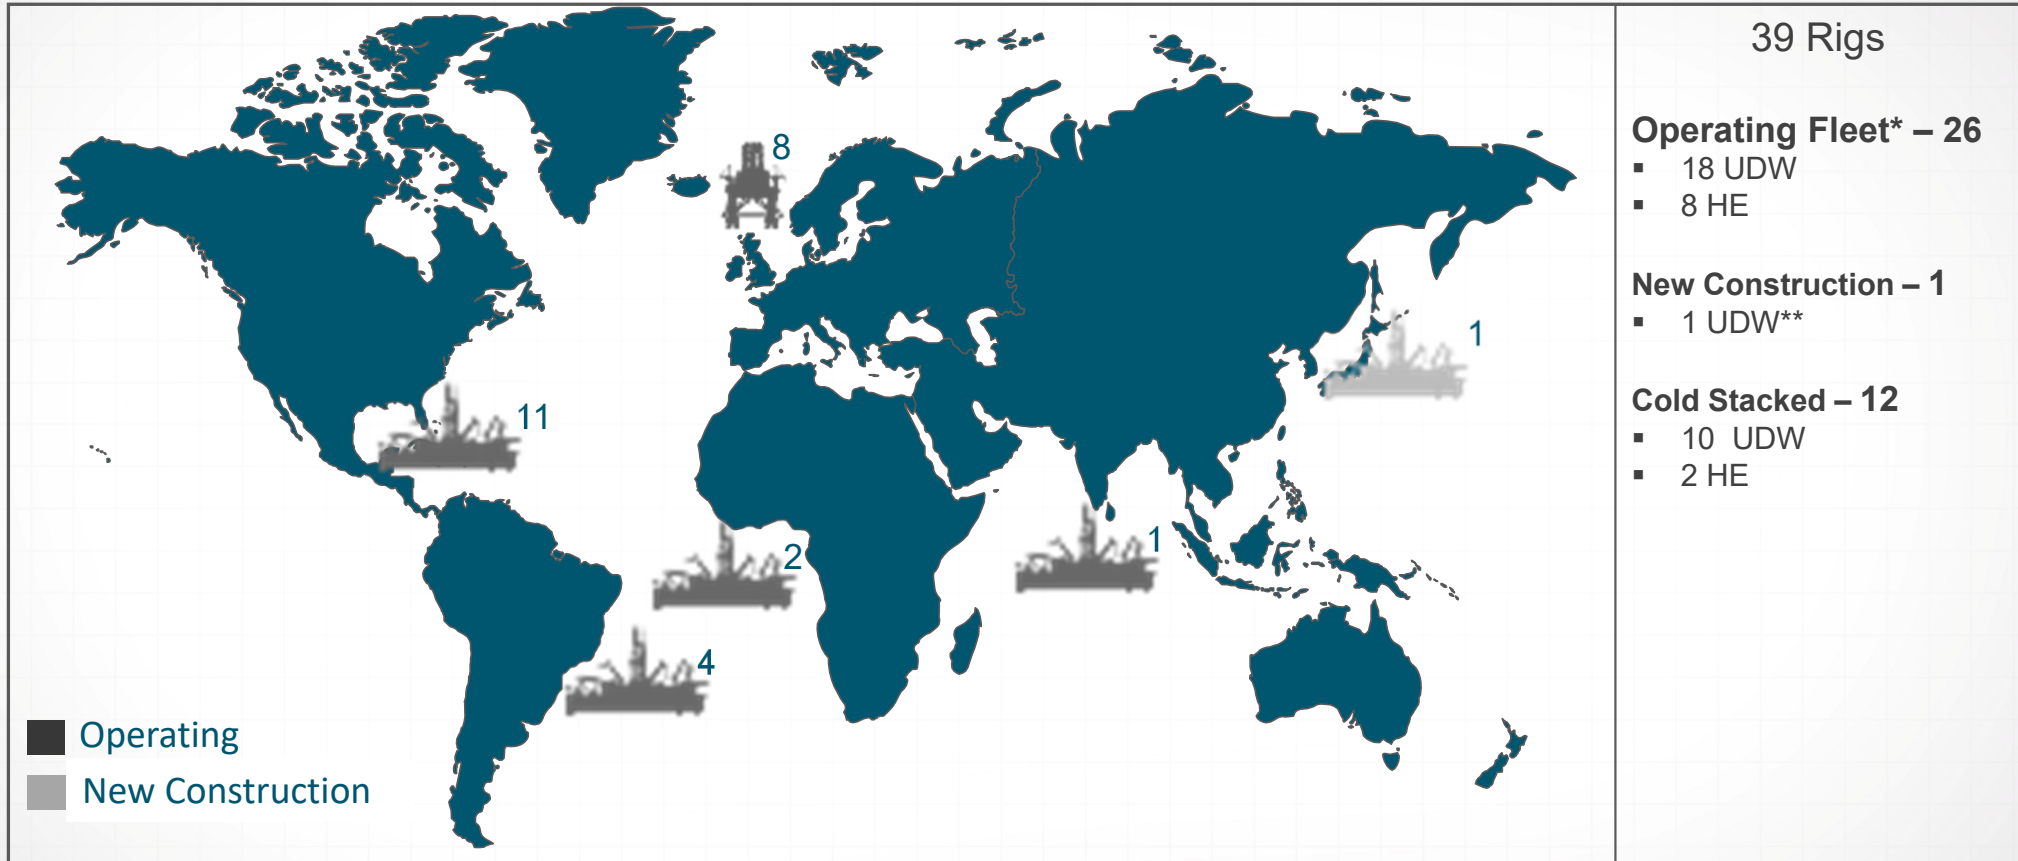 8
1
11
2
1
4
Operating
New Construction
39 Rigs
Operating Fleet* – 26
▪ 18 UDW
▪ 8 HE
New Construction – 1
▪ 1 UDW**
Cold Stacked – 12
▪ 10 UDW
▪ 2 HE